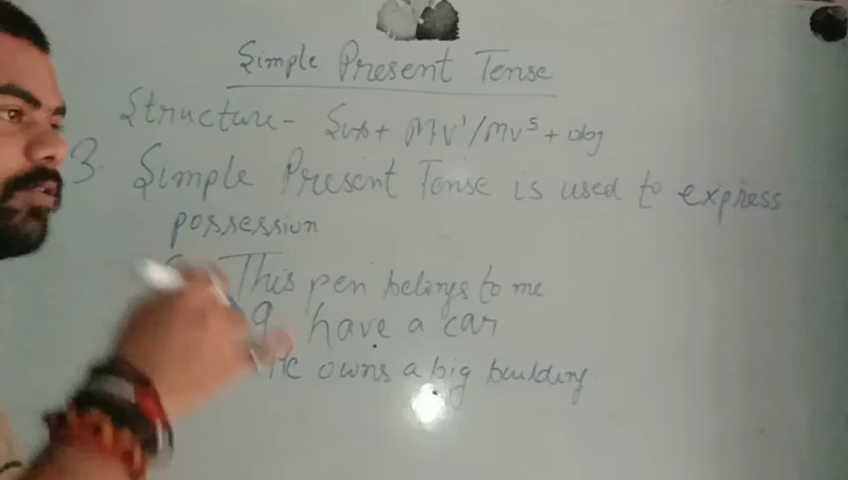 Simple Present Tense
Structure - Sub + MV¹/MV⁵ + obj
3. Simple Present Tense is used to express
possession
This pen belongs to me
I have a car
He owns a big building